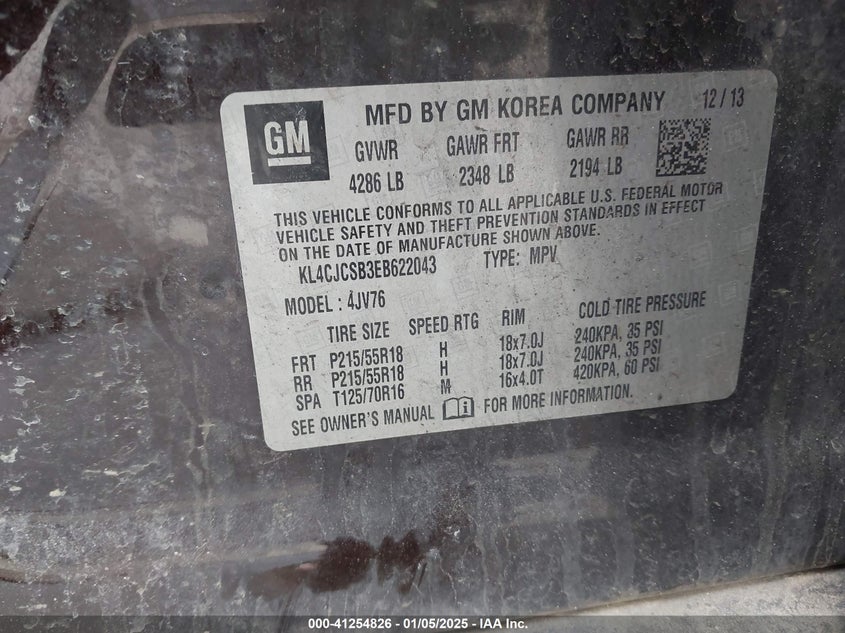 GM
MFD BY GM KOREA COMPANY 12 / 13
GVWR GAWR FRT GAWR RR
4286 LB 2348 LB 2194 LB
THIS VEHICLE CONFORMS TO ALL APPLICABLE U.S. FEDERAL MOTOR
VEHICLE SAFETY AND THEFT PREVENTION STANDARDS IN EFFECT
ON THE DATE OF MANUFACTURE SHOWN ABOVE.
KL4CJCSB3EB622043 TYPE: MPV
MODEL : 4JV76
TIRE SIZE SPEED RTG RIM COLD TIRE PRESSURE
FRT P215/55R18 H 18x7.0J 240KPA, 35 PSI
RR P215/55R18 H 18x7.0J 240KPA, 35 PSI
SPA T125/70R16 M 16x4.0T 420KPA, 60 PSI
SEE OWNER'S MANUAL FOR MORE INFORMATION.
000-41254826 - 01/05/2025 - IAA Inc.